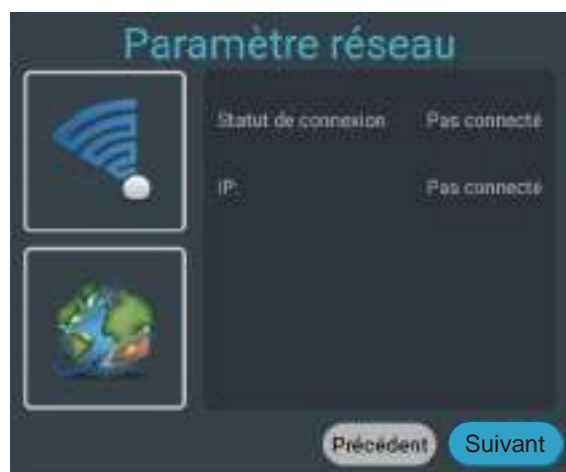 Paramètre réseau
Statut de connexion Pas connecté
IP: Pas connecté
Précédent Suivant